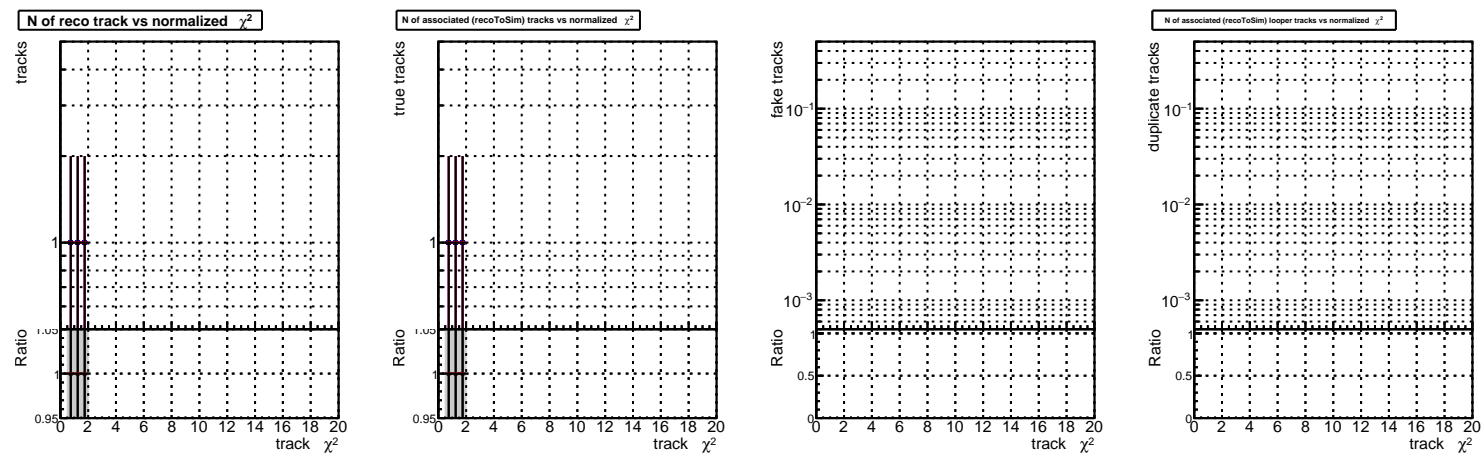 N of reco track vs normalized χ²
tracks
1
Ratio
1.05
1
0.95
0 2 4 6 8 10 12 14 16 18 20
track χ²
N of associated (recoToSim) tracks vs normalized χ²
true tracks
1
Ratio
1.05
1
0.95
0 2 4 6 8 10 12 14 16 18 20
track χ²
fake tracks
10⁻¹
10⁻²
10⁻³
Ratio
1
0.5
0
0 2 4 6 8 10 12 14 16 18 20
track χ²
N of associated (recoToSim) looper tracks vs normalized χ²
duplicate tracks
10⁻¹
10⁻²
10⁻³
Ratio
1
0.5
0
0 2 4 6 8 10 12 14 16 18 20
track χ²